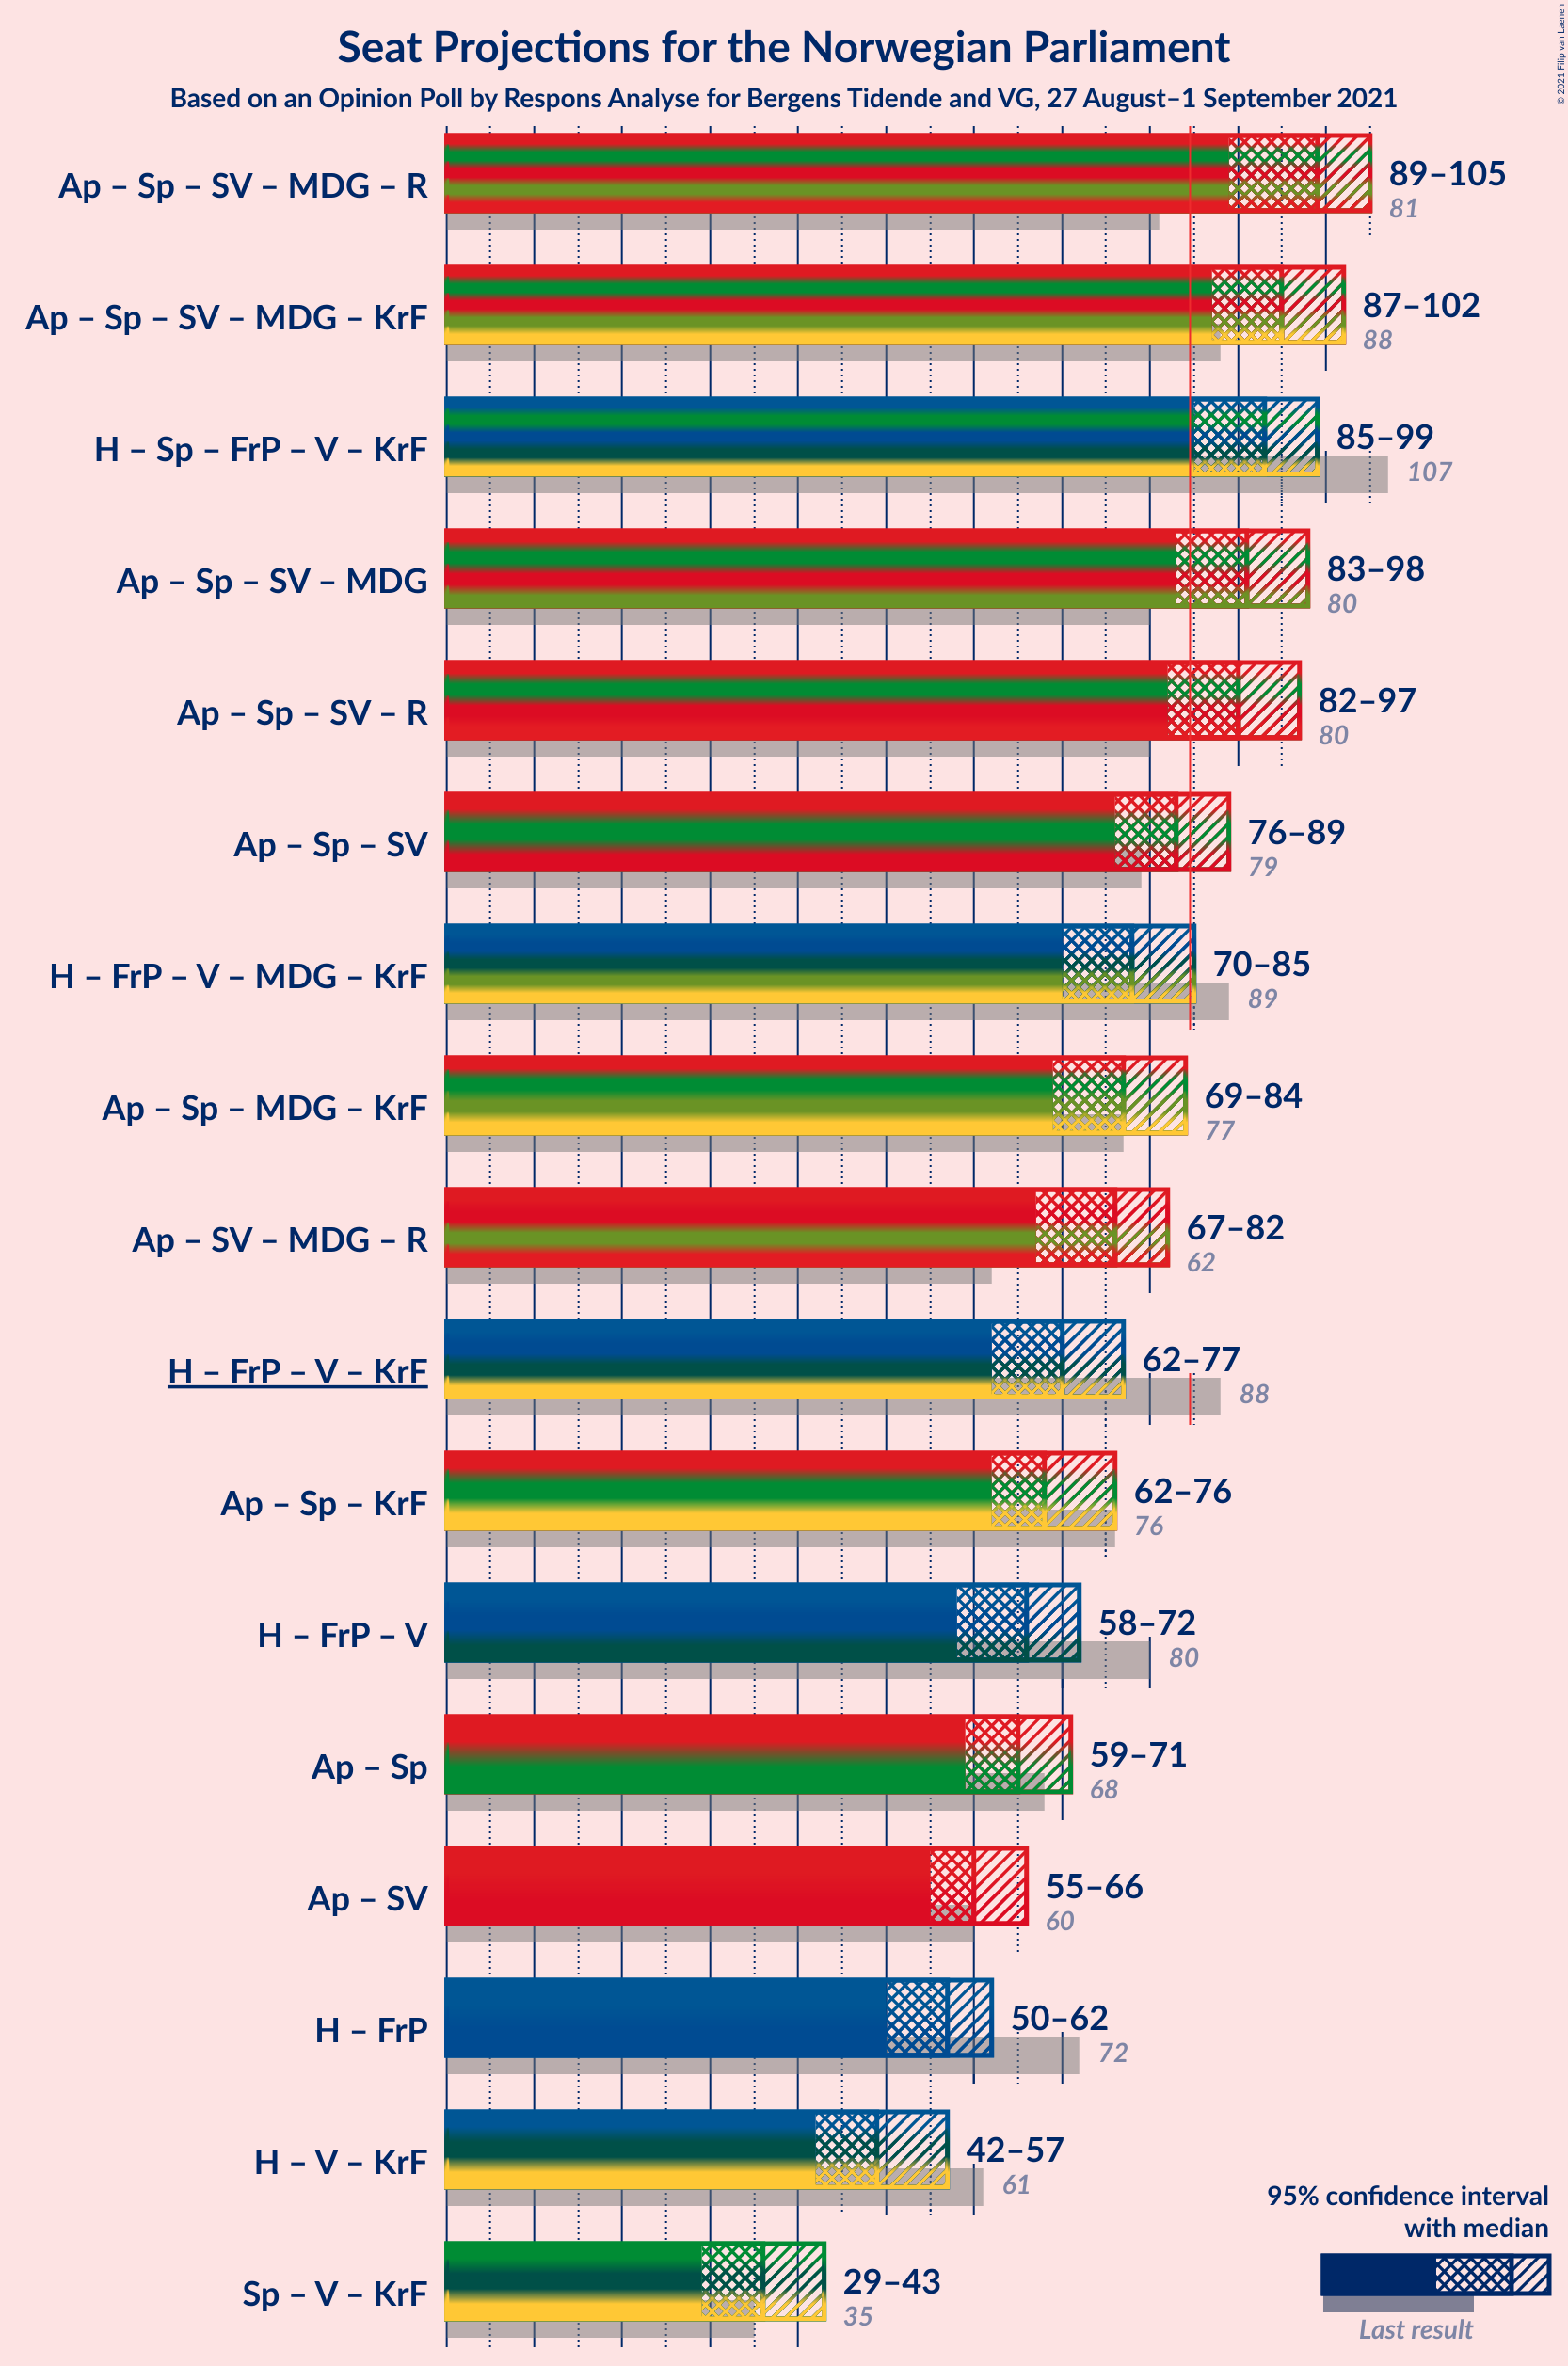 Seat Projections for the Norwegian Parliament
Based on an Opinion Poll by Respons Analyse for Bergens Tidende and VG, 27 August–1 September 2021
© 2021 Filip van Laenen
Ap – Sp – SV – MDG – R
89–105
81
Ap – Sp – SV – MDG – KrF
87–102
88
H – Sp – FrP – V – KrF
85–99
107
Ap – Sp – SV – MDG
83–98
80
Ap – Sp – SV – R
82–97
80
Ap – Sp – SV
76–89
79
H – FrP – V – MDG – KrF
70–85
89
Ap – Sp – MDG – KrF
69–84
77
Ap – SV – MDG – R
67–82
62
H – FrP – V – KrF
62–77
88
Ap – Sp – KrF
62–76
76
H – FrP – V
58–72
80
Ap – Sp
59–71
68
Ap – SV
55–66
60
H – FrP
50–62
72
H – V – KrF
42–57
61
Sp – V – KrF
29–43
35
95% confidence interval
with median
Last result